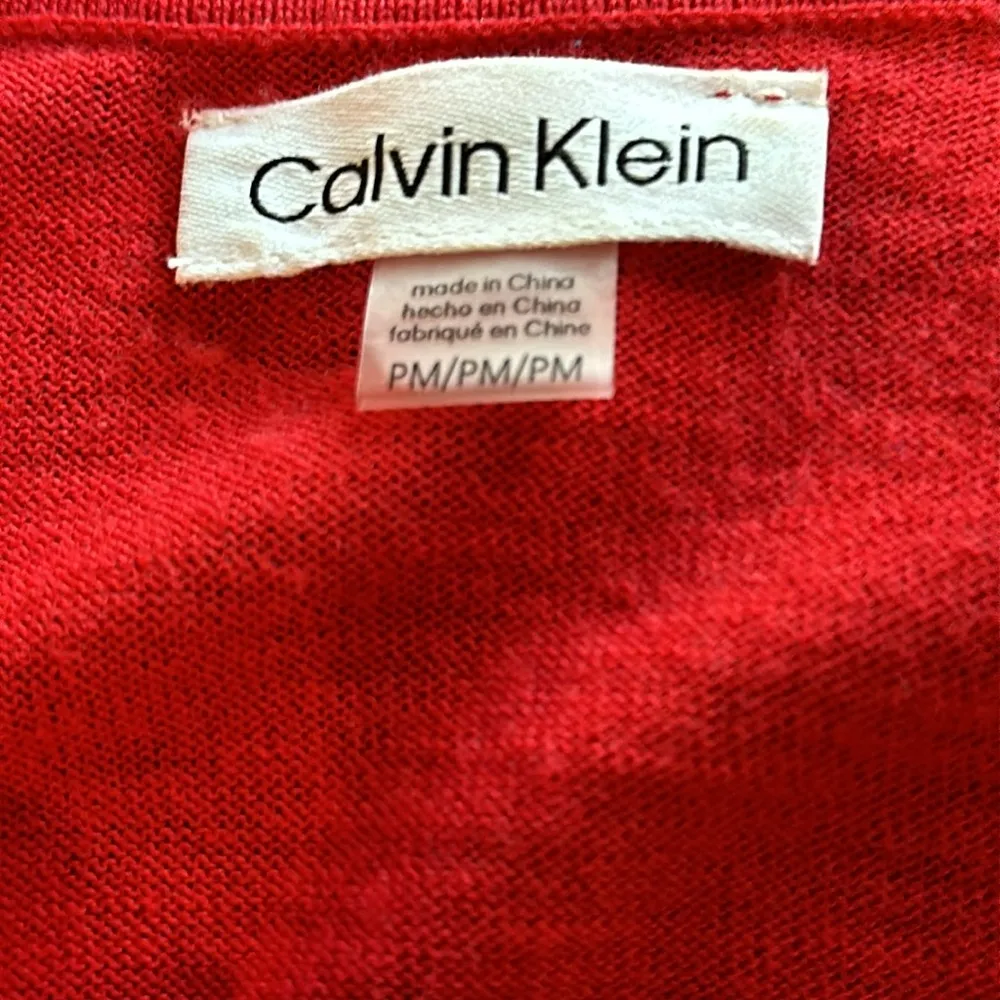 Calvin Klein
made in China
hecho en China
fabriqué en Chine
PM/PM/PM